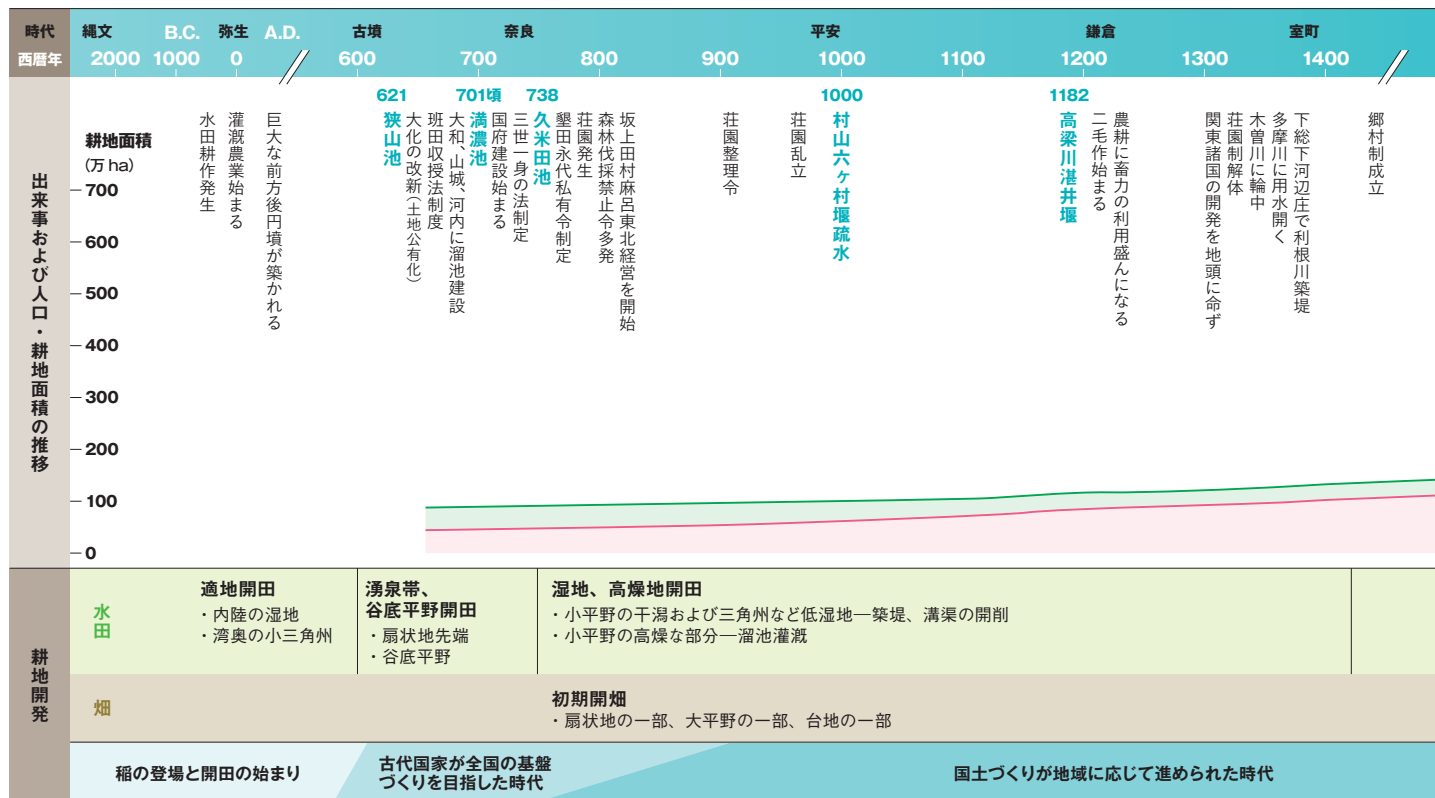 時代
縄文
B.C.
弥生
A.D.
古墳
奈良
平安
鎌倉
室町
西暦年
2000
1000
0
600
700
800
900
1000
1100
1200
1300
1400
出来事および人口・耕地面積の推移
耕地面積
(万 ha)
700
600
500
400
300
200
100
0
水田耕作発生
灌漑農業始まる
巨大な前方後円墳が築かれる
621
狭山池
大化の改新(土地公有化)
班田収授法制度
大和、山城、河内に溜池建設
701頃
満濃池
国府建設始まる
三世一身の法制定
738
久米田池
墾田永代私有令制定
荘園発生
森林伐採禁止令多発
坂上田村麻呂東北経営を開始
荘園整理令
荘園乱立
1000
村山六ヶ村堰疏水
1182
高梁川湛井堰
二毛作始まる
農耕に畜力の利用盛んになる
関東諸国の開発を地頭に命ず
荘園制解体
木曽川に輪中
多摩川に用水開く
下総下河辺庄で利根川築堤
郷村制成立
耕地開発
水田
適地開田
・内陸の湿地
・湾奥の小三角州
湧泉帯、
谷底平野開田
・扇状地先端
・谷底平野
湿地、高燥地開田
・小平野の干潟および三角州など低湿地―築堤、溝渠の開削
・小平野の高燥な部分―溜池灌漑
畑
初期開畑
・扇状地の一部、大平野の一部、台地の一部
稲の登場と開田の始まり
古代国家が全国の基盤
づくりを目指した時代
国土づくりが地域に応じて進められた時代